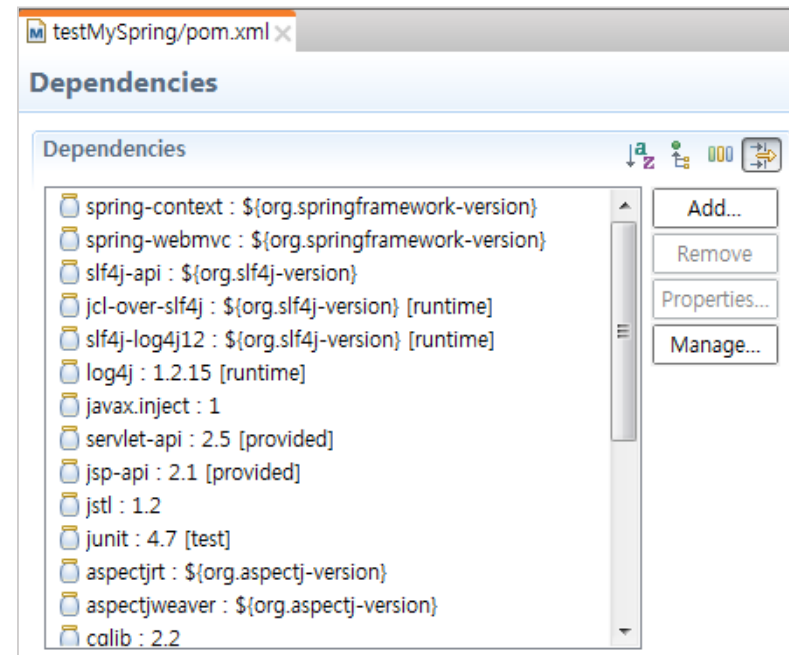 testMySpring/pom.xml
Dependencies
Dependencies
spring-context : ${org.springframework-version}
spring-webmvc : ${org.springframework-version}
slf4j-api : ${org.slf4j-version}
jcl-over-slf4j : ${org.slf4j-version} [runtime]
slf4j-log4j12 : ${org.slf4j-version} [runtime]
log4j : 1.2.15 [runtime]
javax.inject : 1
servlet-api : 2.5 [provided]
jsp-api : 2.1 [provided]
jstl : 1.2
junit : 4.7 [test]
aspectjrt : ${org.aspectj-version}
aspectjweaver : ${org.aspectj-version}
cglib : 2.2
Add...
Remove
Properties...
Manage...